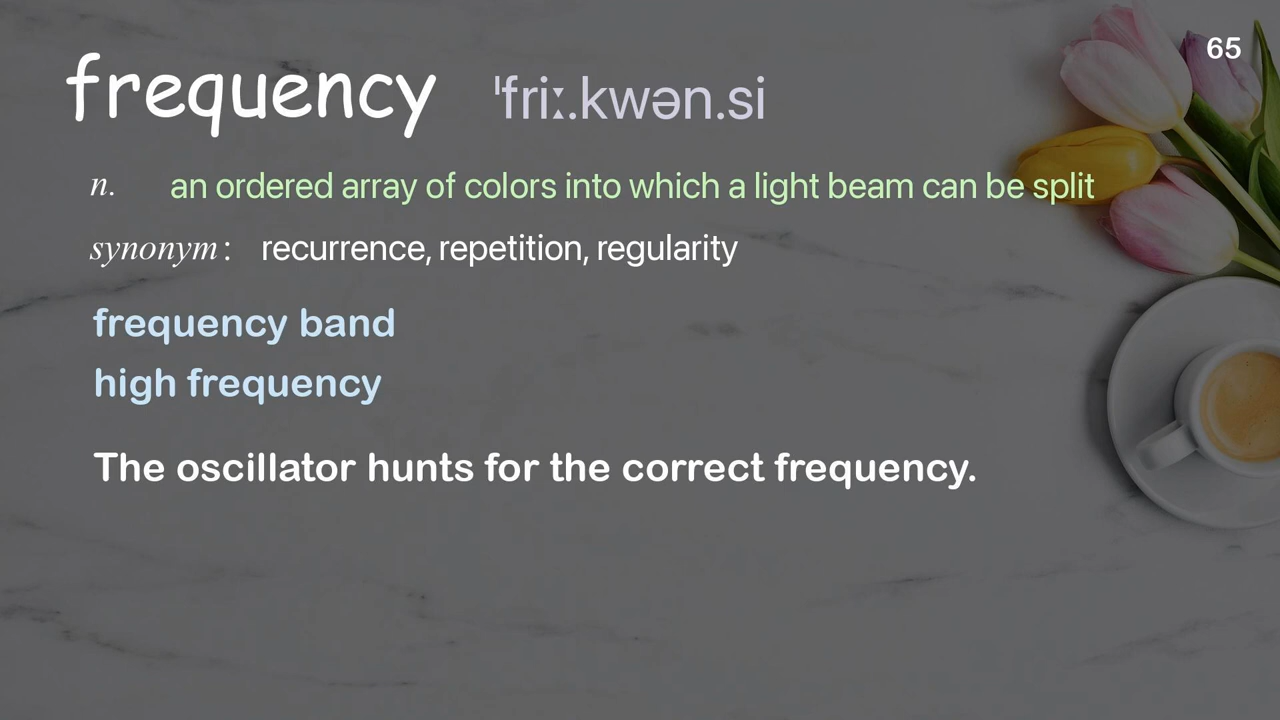 65
frequency ˈfriː.kwən.si
n. an ordered array of colors into which a light beam can be split
synonym: recurrence, repetition, regularity
frequency band
high frequency
The oscillator hunts for the correct frequency.